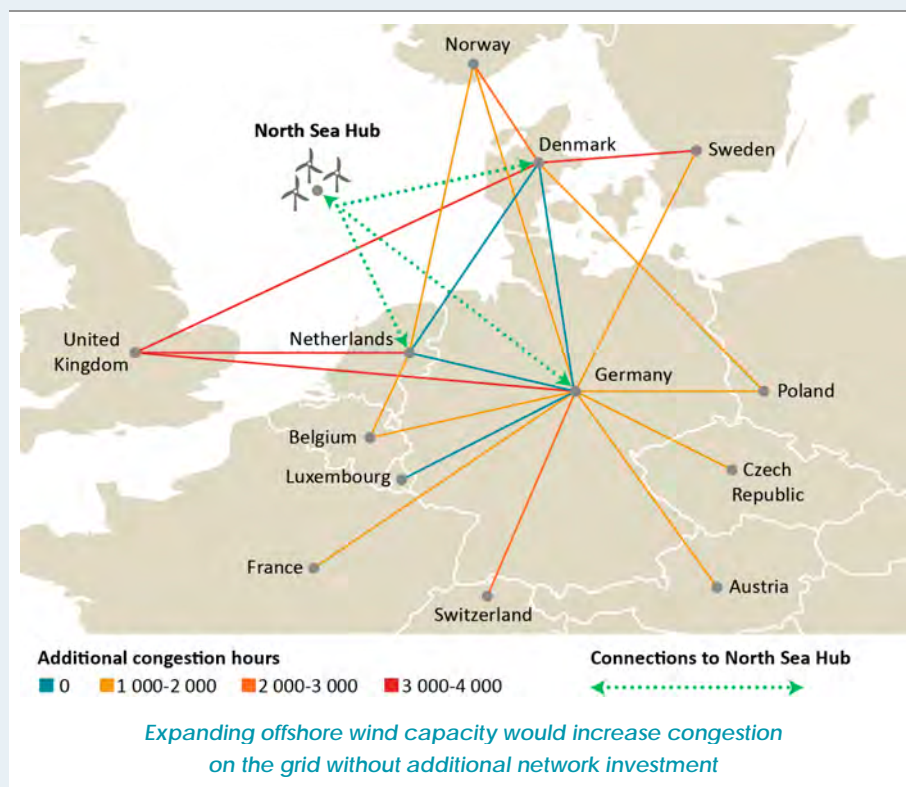 Norway
North Sea Hub
Denmark
Sweden
United
Kingdom
Netherlands
Germany
Poland
Belgium
Luxembourg
Czech
Republic
France
Switzerland
Austria
Additional congestion hours
0
1 000-2 000
2 000-3 000
3 000-4 000
Connections to North Sea Hub
Expanding offshore wind capacity would increase congestion
on the grid without additional network investment